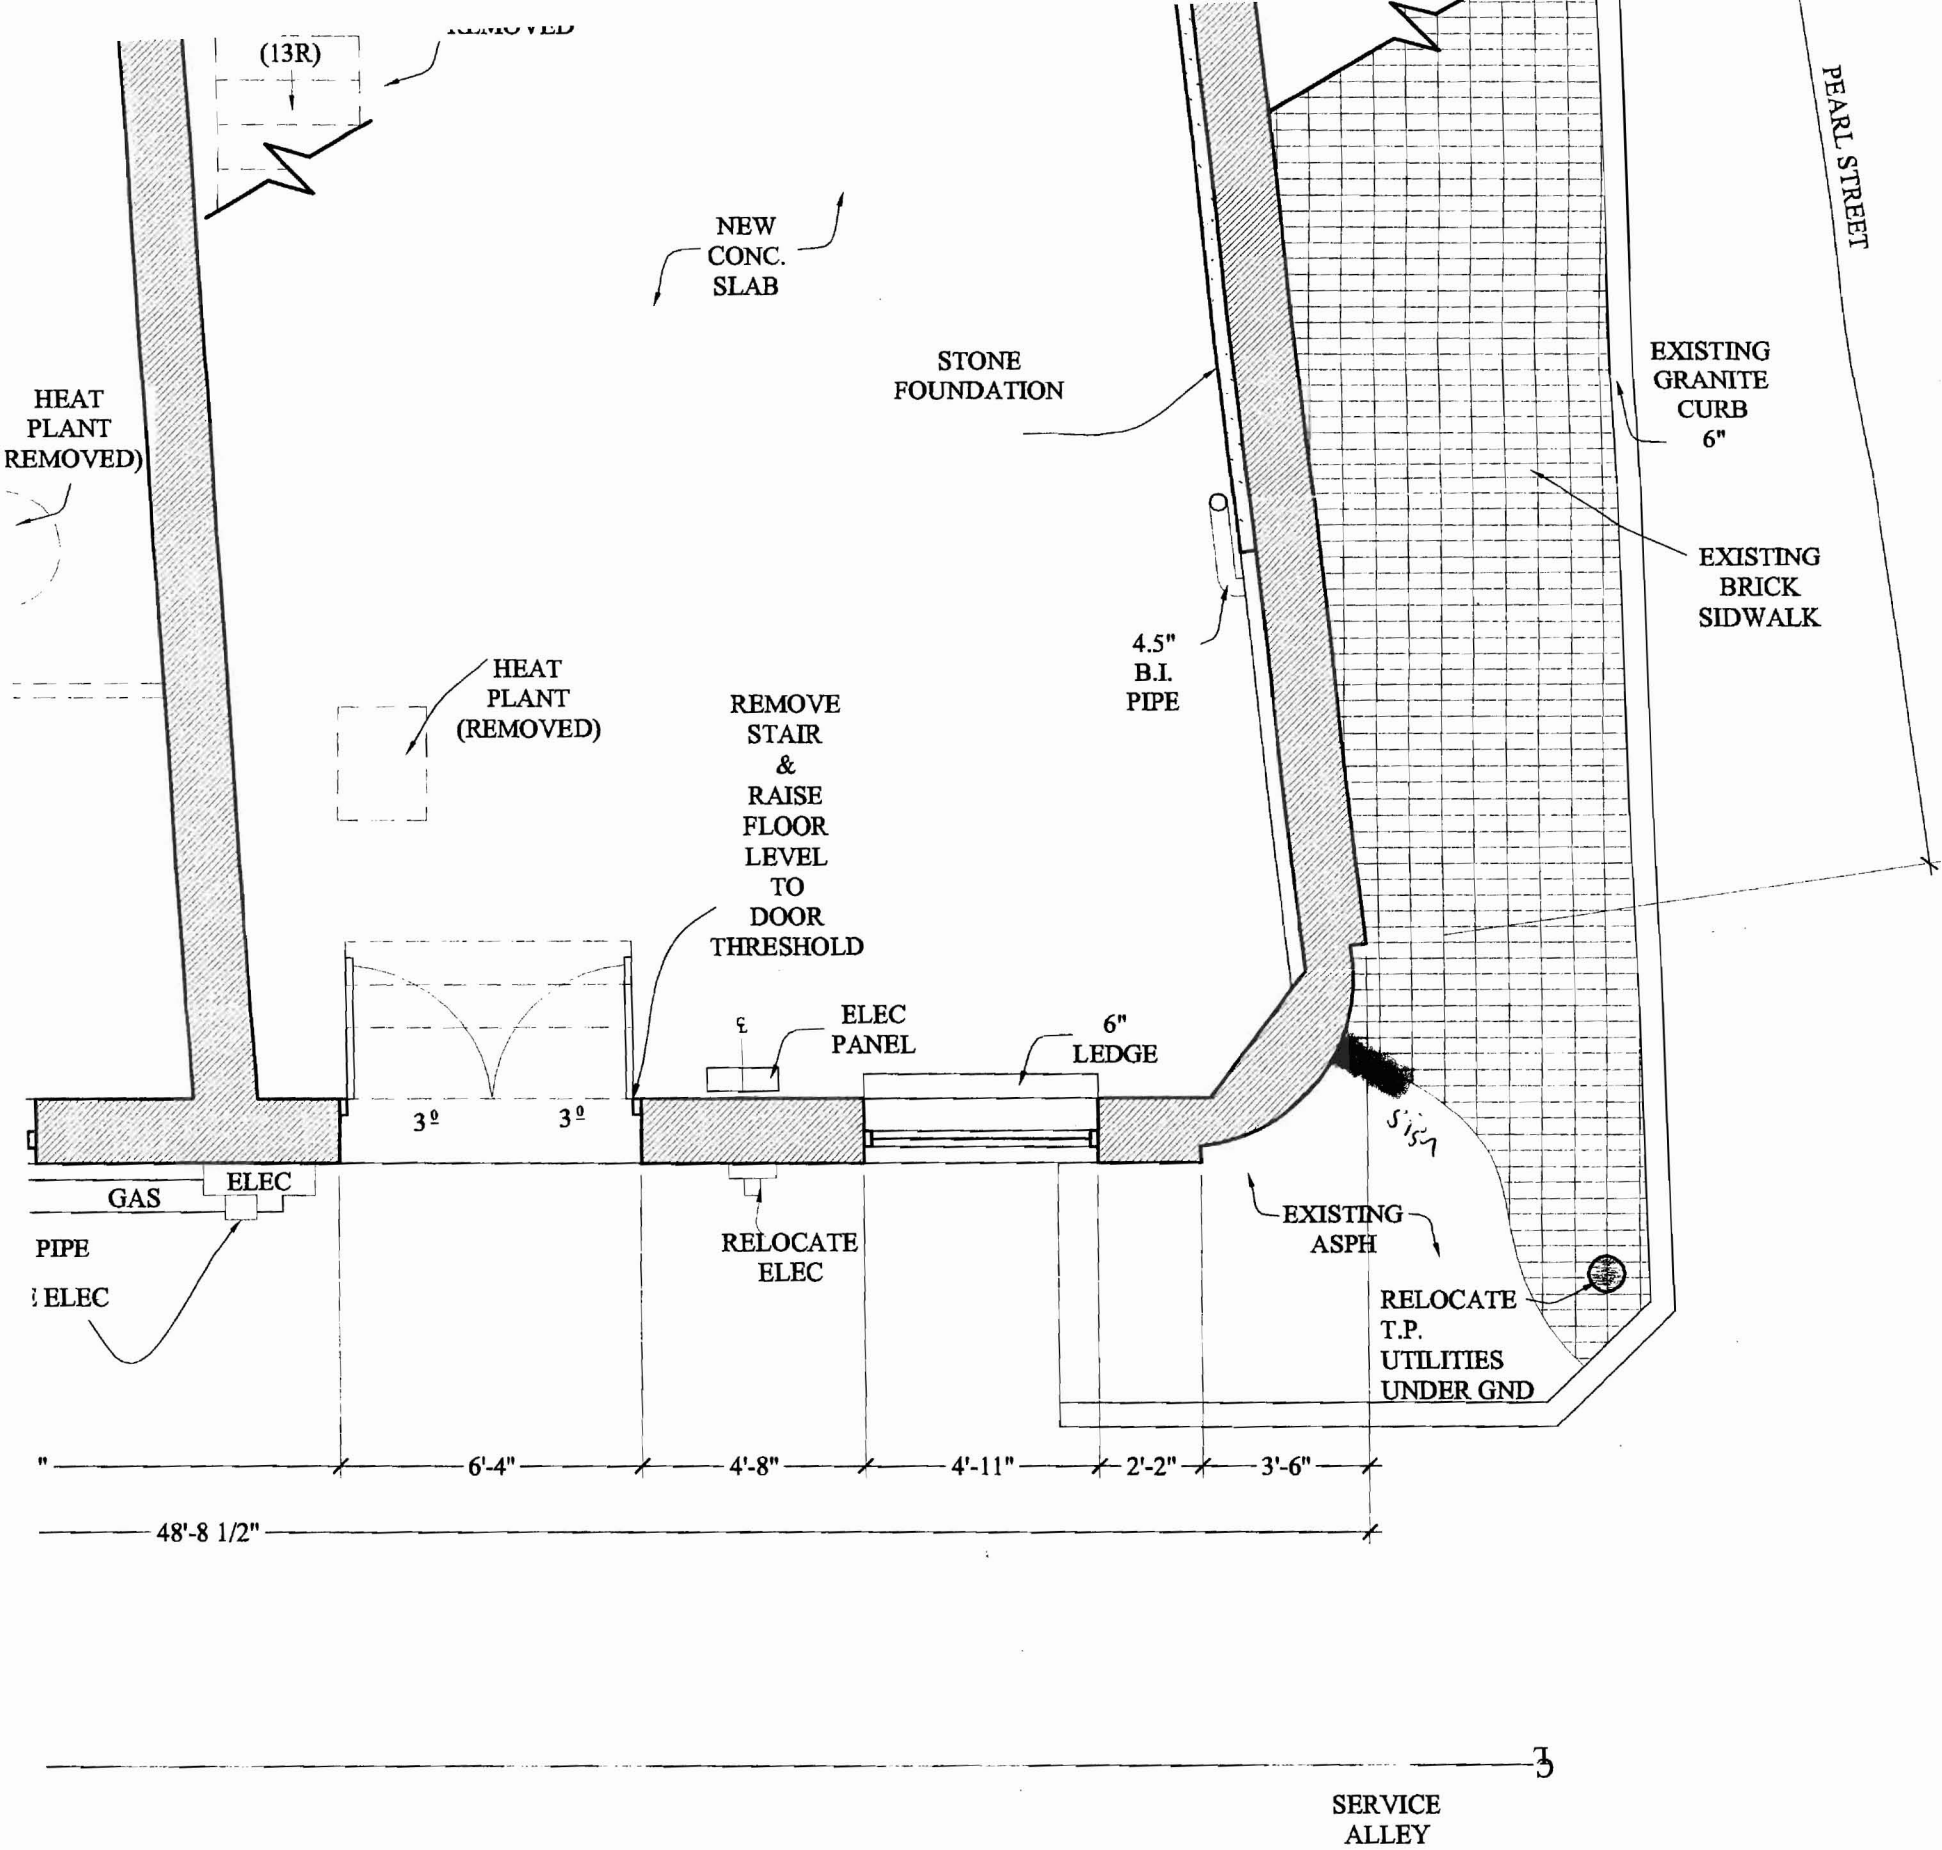 REMOVED
(13R)
PEARL STREET
NEW
CONC.
SLAB
STONE
FOUNDATION
EXISTING
GRANITE
CURB
6"
HEAT
PLANT
REMOVED)
EXISTING
BRICK
SIDWALK
4.5"
B.I.
PIPE
HEAT
PLANT
(REMOVED)
REMOVE
STAIR
&
RAISE
FLOOR
LEVEL
TO
DOOR
THRESHOLD
ELEC
PANEL
6"
LEDGE
3º
3º
sign
GAS
ELEC
PIPE
ELEC
RELOCATE
ELEC
EXISTING
ASPH
RELOCATE
T.P.
UTILITIES
UNDER GND
" 6'-4" 4'-8" 4'-11" 2'-2" 3'-6"
48'-8 1/2"
SERVICE
ALLEY